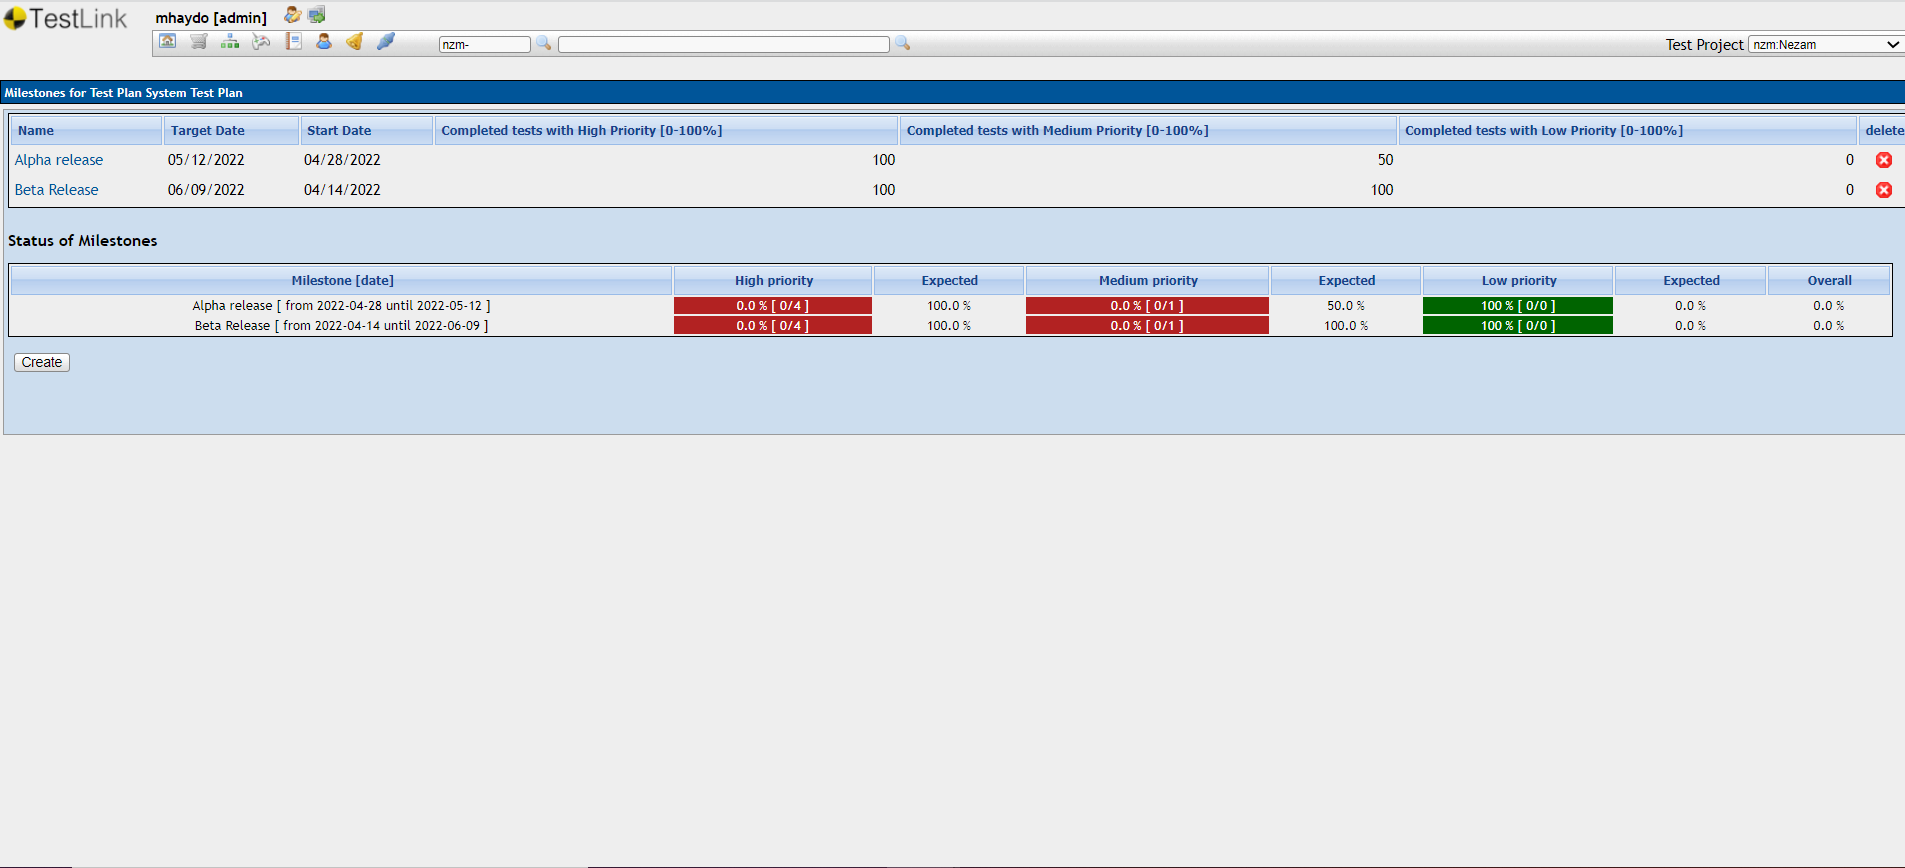 TestLink
mhaydo [admin]
nzm-
Test Project nzm:Nezam
Milestones for Test Plan System Test Plan
Name Target Date Start Date Completed tests with High Priority [0-100%] Completed tests with Medium Priority [0-100%] Completed tests with Low Priority [0-100%] delete
Alpha release 05/12/2022 04/28/2022 100 50 0
Beta Release 06/09/2022 04/14/2022 100 100 0
Status of Milestones
Milestone [date] High priority Expected Medium priority Expected Low priority Expected Overall
Alpha release [ from 2022-04-28 until 2022-05-12 ] 0.0 % [ 0/4 ] 100.0 % 0.0 % [ 0/1 ] 50.0 % 100 % [ 0/0 ] 0.0 % 0.0 %
Beta Release [ from 2022-04-14 until 2022-06-09 ] 0.0 % [ 0/4 ] 100.0 % 0.0 % [ 0/1 ] 100.0 % 100 % [ 0/0 ] 0.0 % 0.0 %
Create